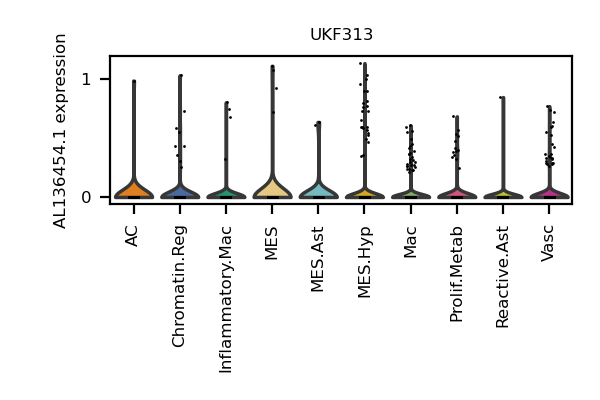 UKF313
AL136454.1 expression
1
0
AC
Chromatin.Reg
Inflammatory.Mac
MES
MES.Ast
MES.Hyp
Mac
Prolif.Metab
Reactive.Ast
Vasc